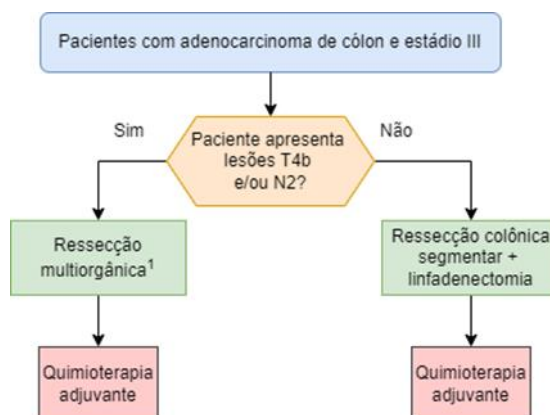 Pacientes com adenocarcinoma de cólon e estádio III
Sim
Paciente apresenta
lesões T4b
e/ou N2?
Não
Ressecção
multiorgânica¹
Ressecção colônica
segmentar +
linfadenectomia
Quimioterapia
adjuvante
Quimioterapia
adjuvante